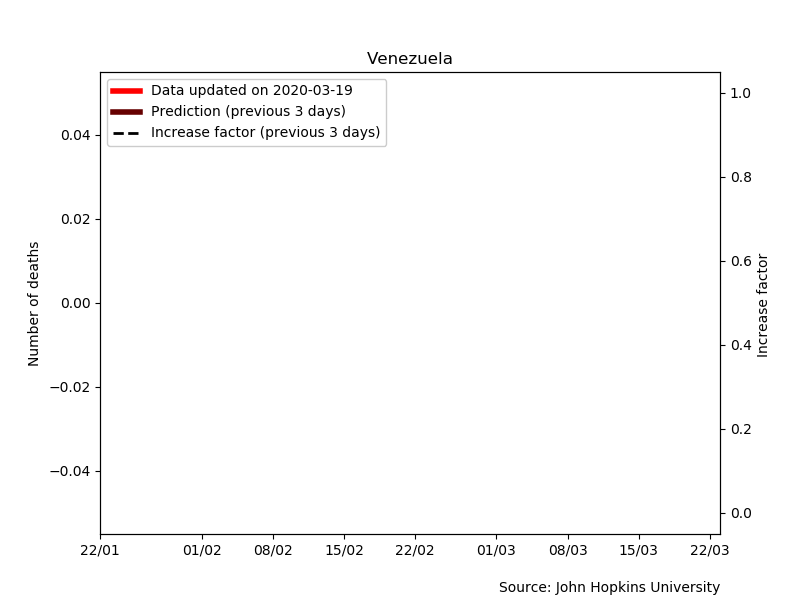 Venezuela
Data updated on 2020-03-19
Prediction (previous 3 days)
Increase factor (previous 3 days)
Number of deaths
0.04
0.02
0.00
−0.02
−0.04
1.0
0.8
0.6
0.4
0.2
0.0
Increase factor
22/01 01/02 08/02 15/02 22/02 01/03 08/03 15/03 22/03
Source: John Hopkins University